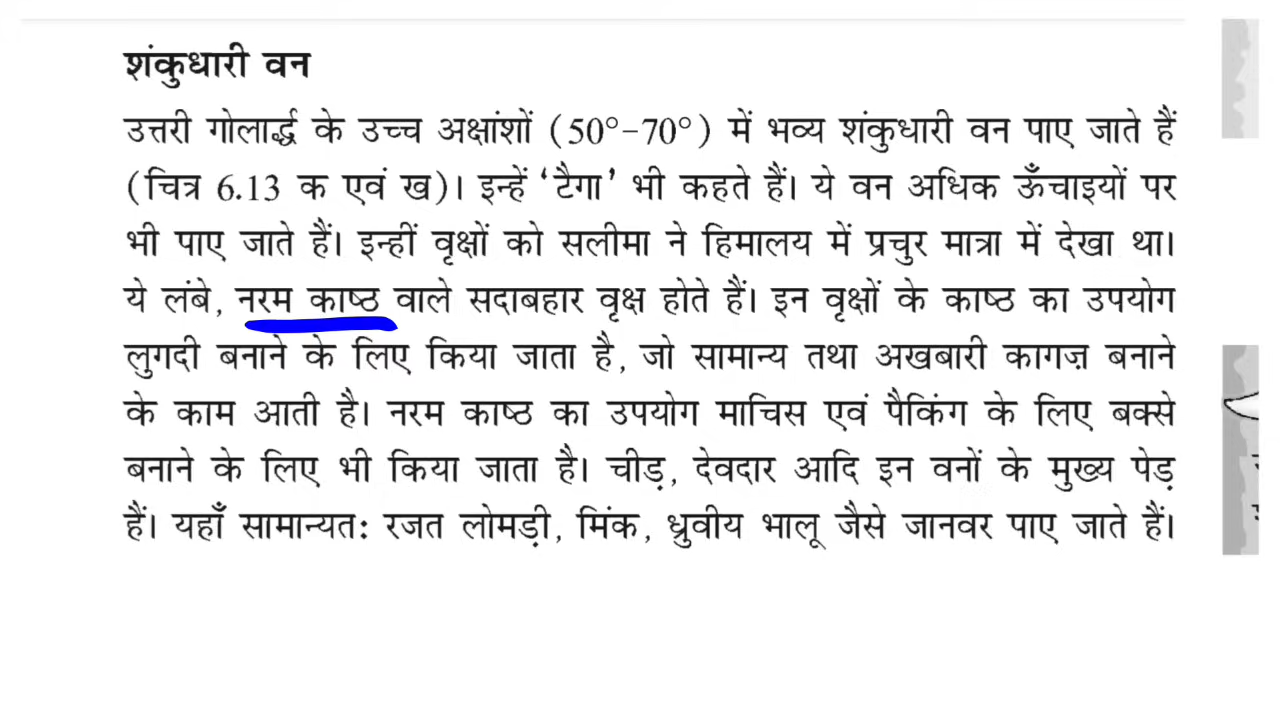 शंकुधारी वन
उत्तरी गोलार्द्ध के उच्च अक्षांशों (50°-70°) में भव्य शंकुधारी वन पाए जाते हैं
(चित्र 6.13 क एवं ख)। इन्हें ‘टैगा’ भी कहते हैं। ये वन अधिक ऊँचाइयों पर
भी पाए जाते हैं। इन्हीं वृक्षों को सलीमा ने हिमालय में प्रचुर मात्रा में देखा था।
ये लंबे, नरम काष्ठ वाले सदाबहार वृक्ष होते हैं। इन वृक्षों के काष्ठ का उपयोग
लुगदी बनाने के लिए किया जाता है, जो सामान्य तथा अखबारी कागज़ बनाने
के काम आती है। नरम काष्ठ का उपयोग माचिस एवं पैकिंग के लिए बक्से
बनाने के लिए भी किया जाता है। चीड़, देवदार आदि इन वनों के मुख्य पेड़
हैं। यहाँ सामान्यतः रजत लोमड़ी, मिंक, ध्रुवीय भालू जैसे जानवर पाए जाते हैं।